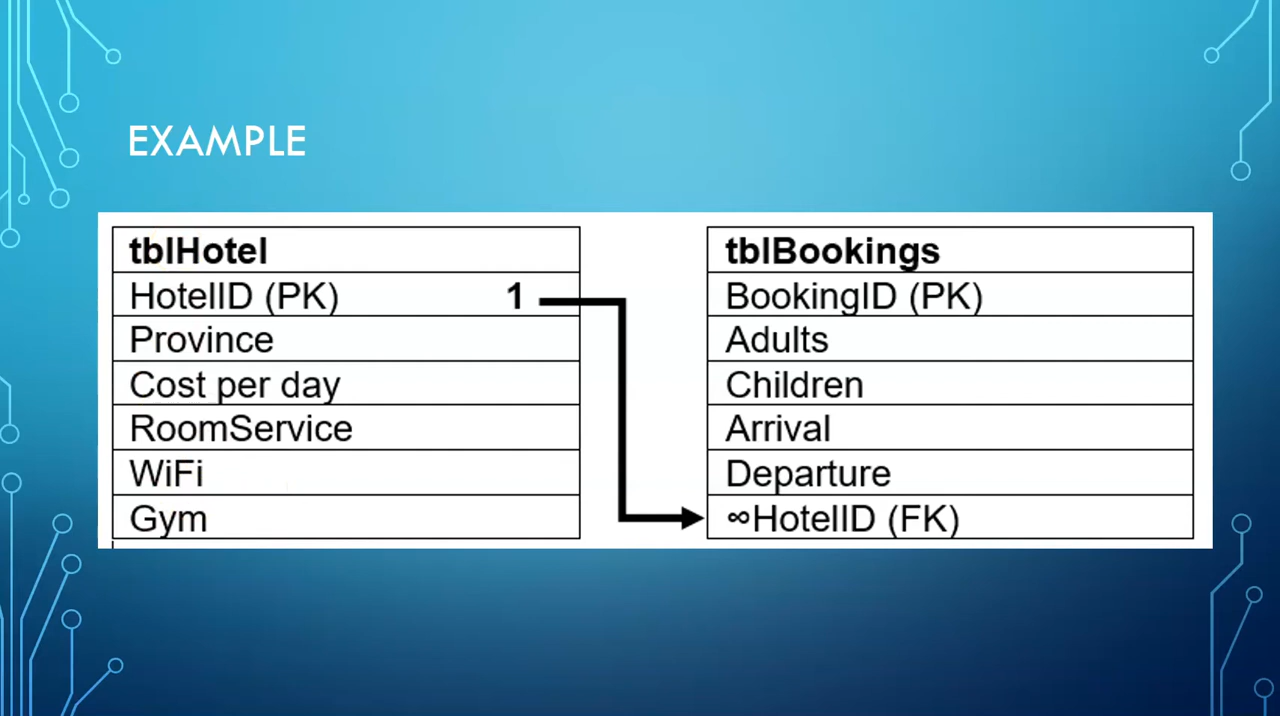 EXAMPLE
tblHotel
HotelID (PK) 1
Province
Cost per day
RoomService
WiFi
Gym
tblBookings
BookingID (PK)
Adults
Children
Arrival
Departure
∞HotelID (FK)